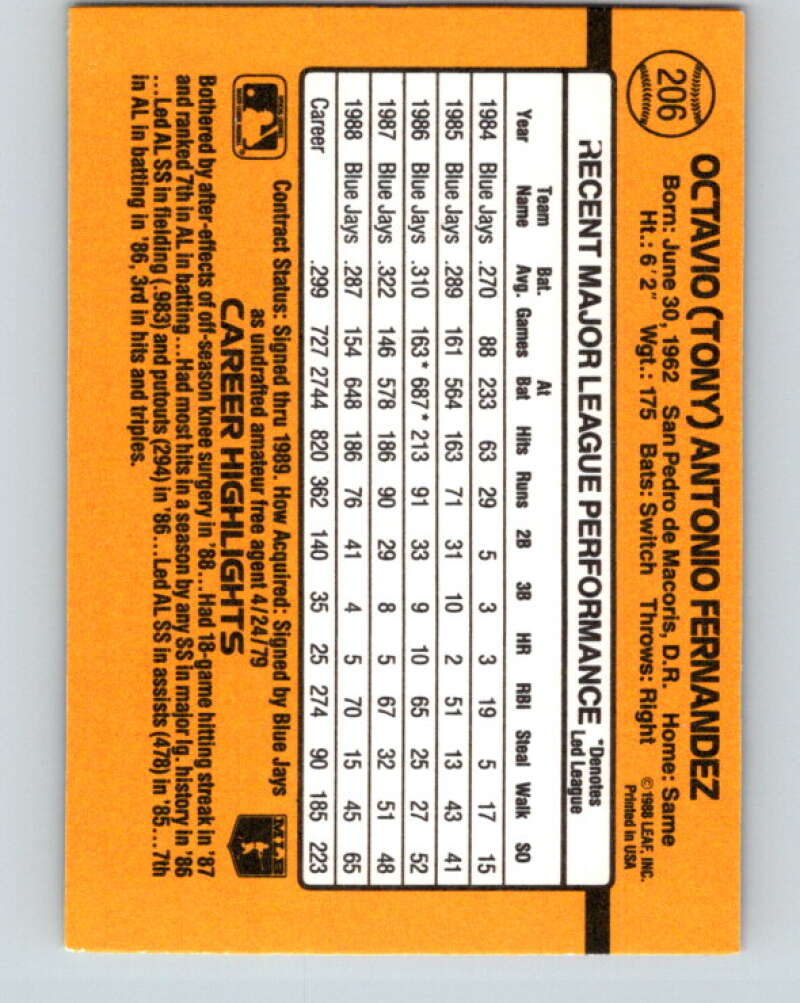 206
OCTAVIO (TONY) ANTONIO FERNANDEZ
Born: June 30, 1962 San Pedro de Macoris, D.R. Home: Same
Ht.: 6'2" Wgt.: 175 Bats: Switch Throws: Right
© 1988 LEAF, INC.
Printed in USA
RECENT MAJOR LEAGUE PERFORMANCE *Denotes Led League
Year Team Name Bat. Avg. Games At Bat Hits Runs 2B 3B HR RBI Steal Walk SO
1984 Blue Jays .270 88 233 63 29 5 3 3 19 5 17 15
1985 Blue Jays .289 161 564 163 71 31 10 2 51 13 43 41
1986 Blue Jays .310 163* 687* 213 91 33 9 10 65 25 27 52
1987 Blue Jays .322 146 578 186 90 29 8 5 67 32 51 48
1988 Blue Jays .287 154 648 186 76 41 4 5 70 15 45 65
Career .299 727 2744 820 362 140 35 25 274 90 185 223
Contract Status: Signed thru 1989. How Acquired: Signed by Blue Jays
as undrafted amateur free agent 4/24/79
MLB
CAREER HIGHLIGHTS
Bothered by after-effects of off-season knee surgery in '88...Had 18-game hitting streak in '87
and ranked 7th in AL in batting...Had most hits in a season by any SS in major lg. history in '86
...Led AL SS in fielding (.983) and putouts (294) in '86...Led AL SS in assists (478) in '85...7th
in AL in batting in '86, 3rd in hits and triples.